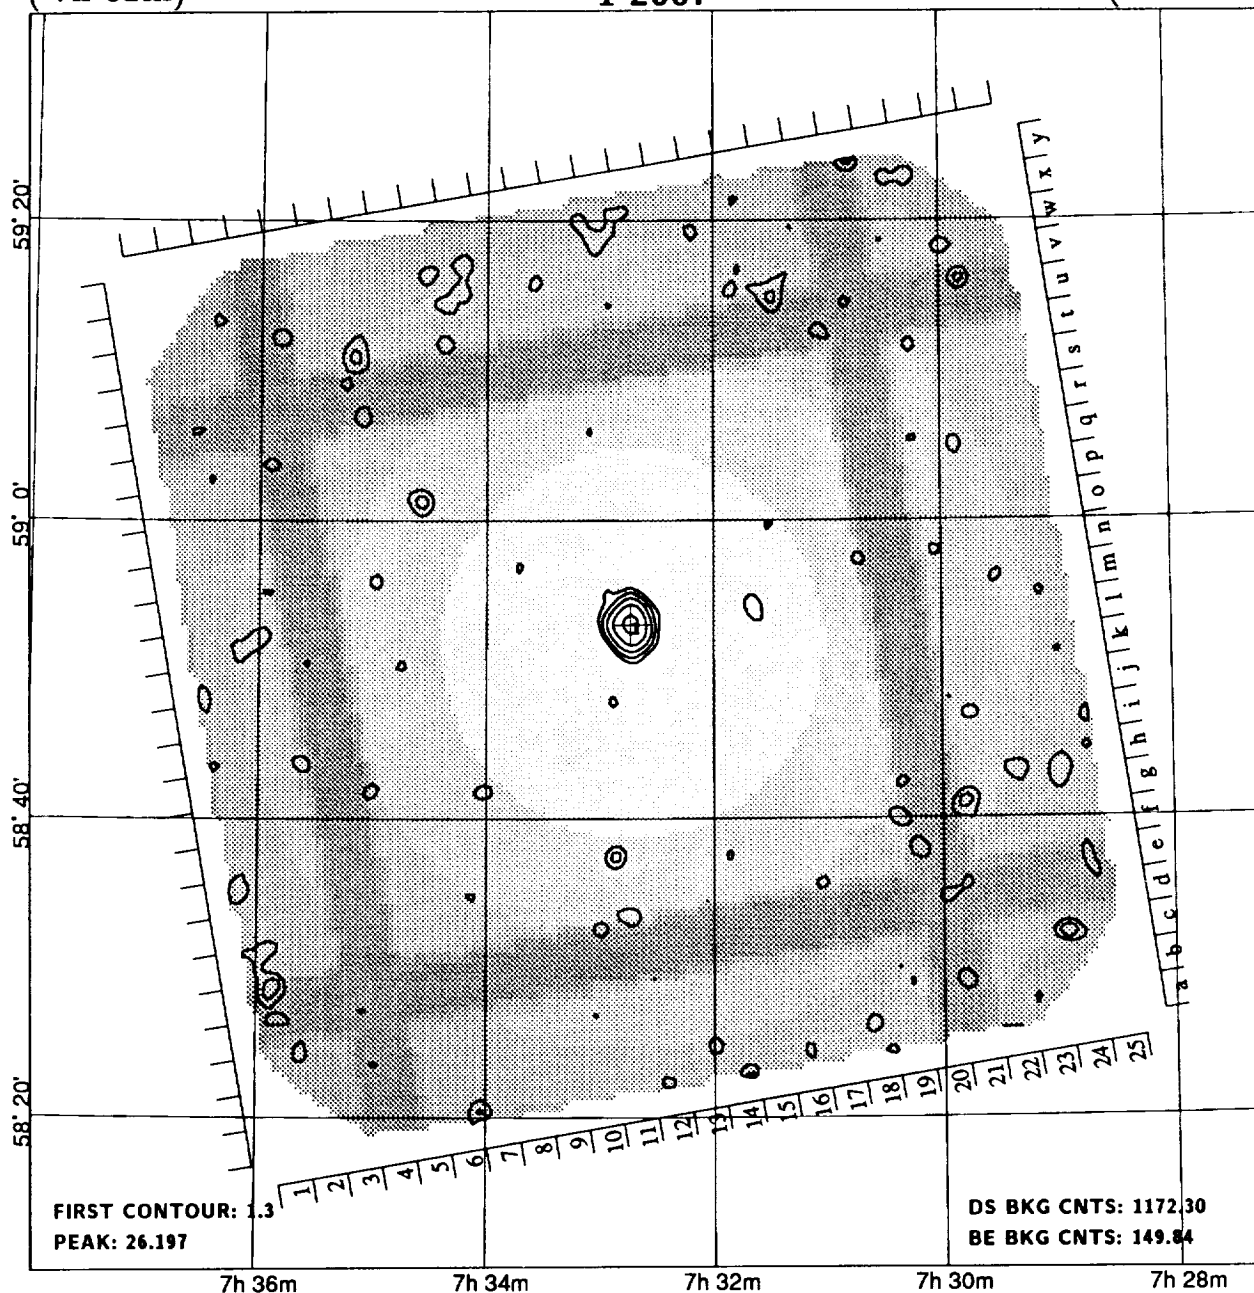 59° 20'
59° 0'
58° 40'
58° 20'
y
x
w
v
u
t
s
r
q
p
o
n
m
l
k
j
i
h
g
f
e
d
c
b
a
1 2 3 4 5 6 7 8 9 10 11 12 13 14 15 16 17 18 19 20 21 22 23 24 25
FIRST CONTOUR: 1.3
PEAK: 26.197
DS BKG CNTS: 1172.30
BE BKG CNTS: 149.84
7h 36m 7h 34m 7h 32m 7h 30m 7h 28m